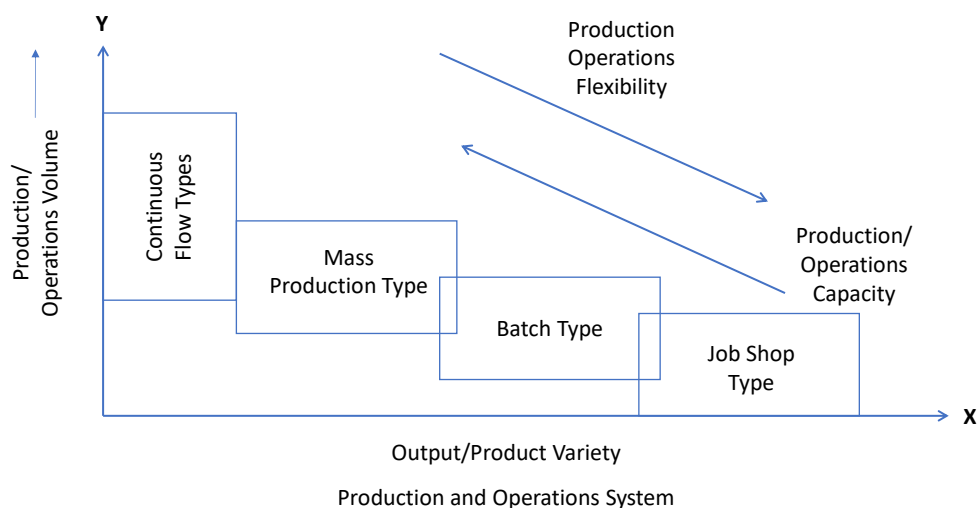 Y
Production
Operations
Flexibility
Production/
Operations Volume
Continuous
Flow Types
Mass
Production Type
Production/
Operations
Capacity
Batch Type
Job Shop
Type
X
Output/Product Variety
Production and Operations System